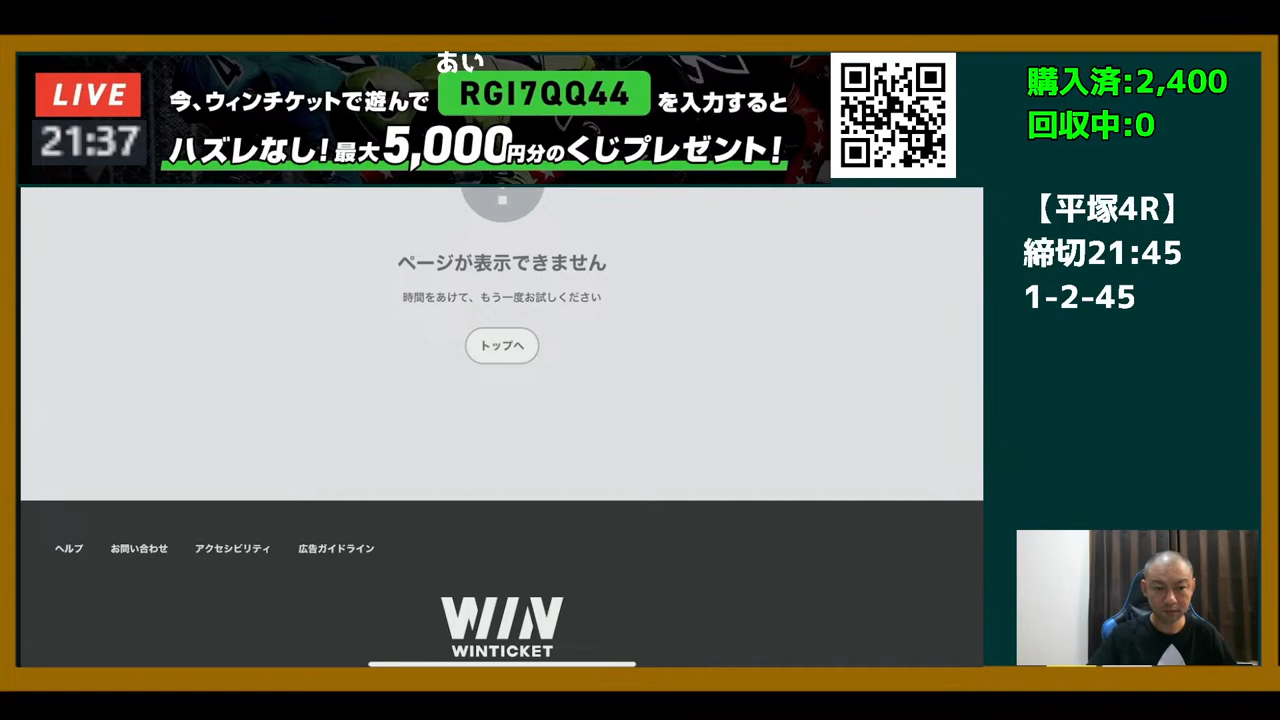 あい
LIVE
21:37
今、ウィンチケットで遊んで RGI7QQ44 を入力すると
ハズレなし!最大5,000円分のくじプレゼント!
購入済:2,400
回収中:0
【平塚4R】
締切21:45
1-2-45
ページが表示できません
時間をあけて、もう一度お試しください
トップへ
ヘルプ お問い合わせ アクセシビリティ 広告ガイドライン
WIN
WINTICKET